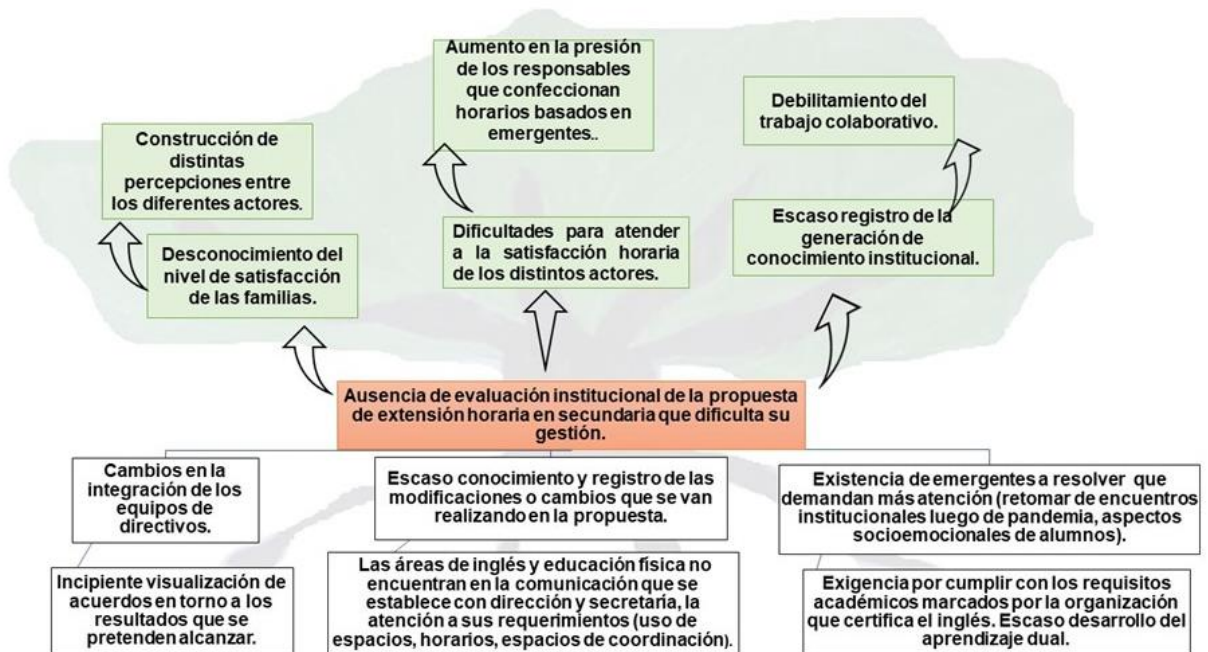 Aumento en la presión
de los responsables
que confeccionan
horarios basados en
emergentes..
Debilitamiento del
trabajo colaborativo.
Construcción de
distintas
percepciones entre
los diferentes actores.
Desconocimiento del
nivel de satisfacción
de las familias.
Dificultades para atender
a la satisfacción horaria
de los distintos actores.
Escaso registro de la
generación de
conocimiento institucional.
Ausencia de evaluación institucional de la propuesta
de extensión horaria en secundaria que dificulta su
gestión.
Cambios en la
integración de los
equipos de
directivos.
Escaso conocimiento y registro de las
modificaciones o cambios que se van
realizando en la propuesta.
Existencia de emergentes a resolver que
demandan más atención (retomar de encuentros
institucionales luego de pandemia, aspectos
socioemocionales de alumnos).
Incipiente visualización de
acuerdos en torno a los
resultados que se
pretenden alcanzar.
Las áreas de inglés y educación física no
encuentran en la comunicación que se
establece con dirección y secretaría, la
atención a sus requerimientos (uso de
espacios, horarios, espacios de coordinación).
Exigencia por cumplir con los requisitos
académicos marcados por la organización
que certifica el inglés. Escaso desarrollo del
aprendizaje dual.